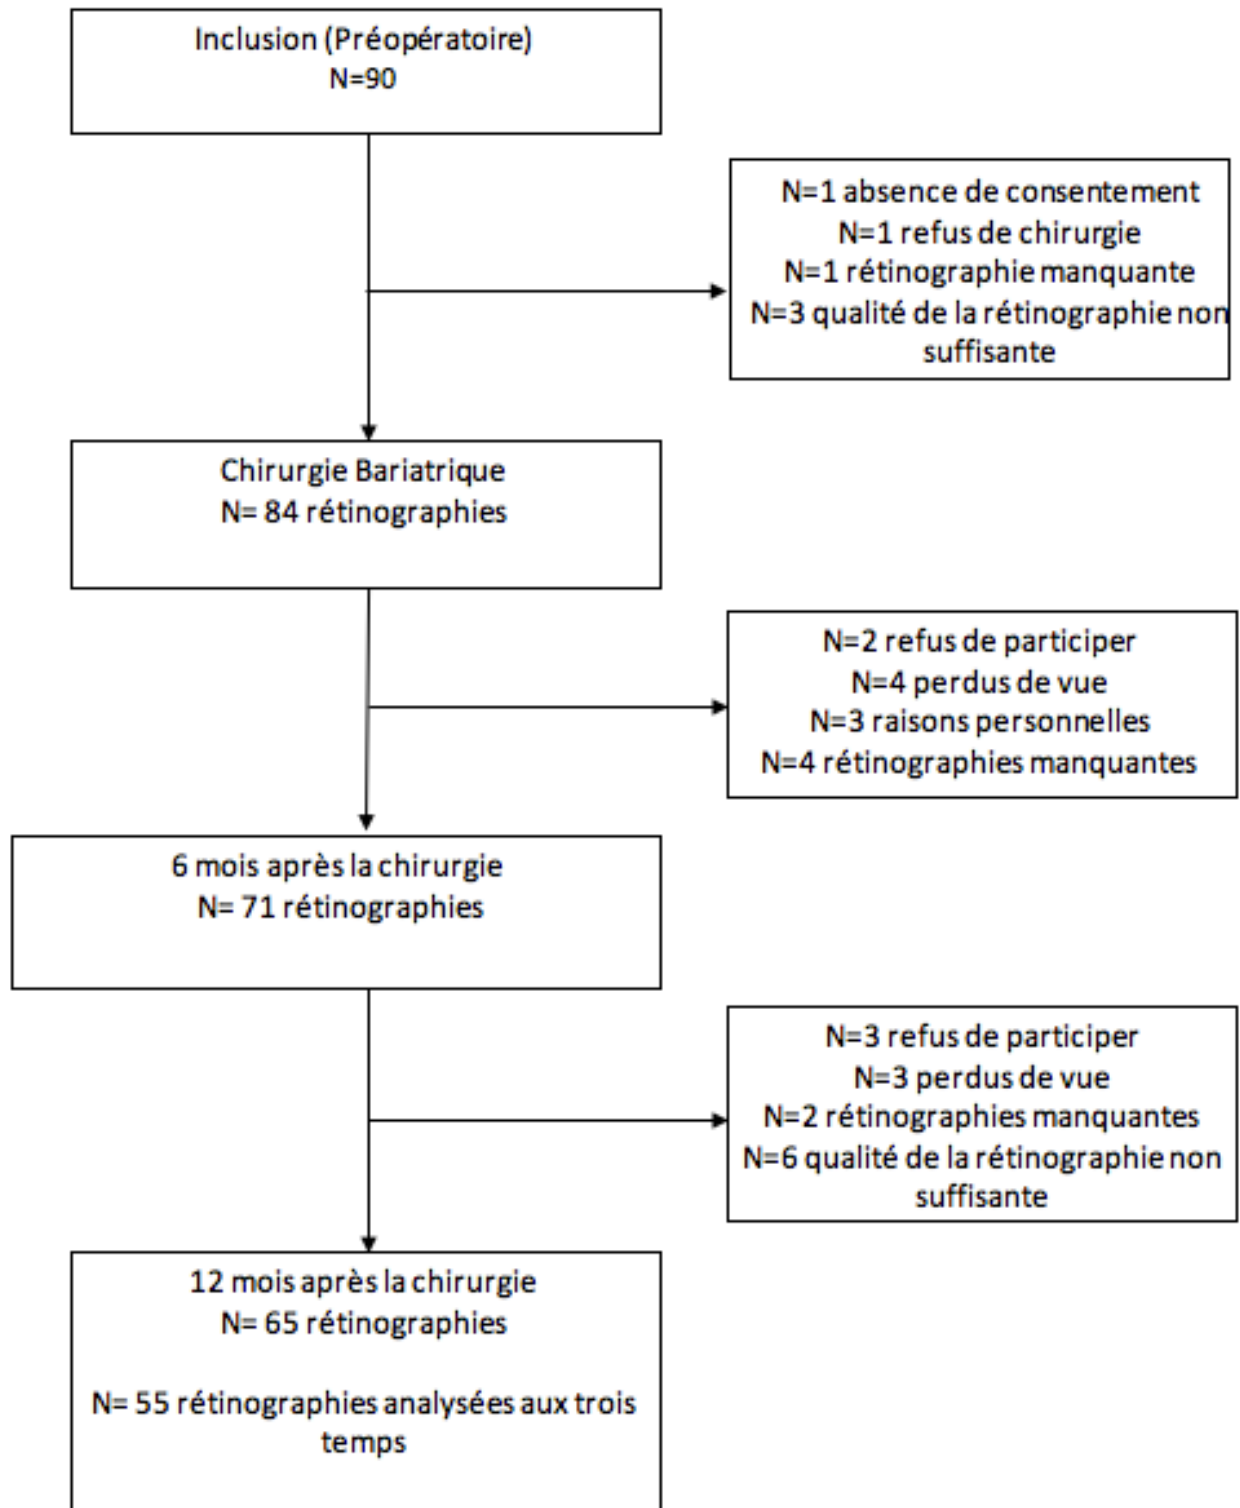 Inclusion (Préopératoire)
N=90
N=1 absence de consentement
N=1 refus de chirurgie
N=1 rétinographie manquante
N=3 qualité de la rétinographie non
suffisante
Chirurgie Bariatrique
N= 84 rétinographies
N=2 refus de participer
N=4 perdus de vue
N=3 raisons personnelles
N=4 rétinographies manquantes
6 mois après la chirurgie
N= 71 rétinographies
N=3 refus de participer
N=3 perdus de vue
N=2 rétinographies manquantes
N=6 qualité de la rétinographie non
suffisante
12 mois après la chirurgie
N= 65 rétinographies
N= 55 rétinographies analysées aux trois
temps